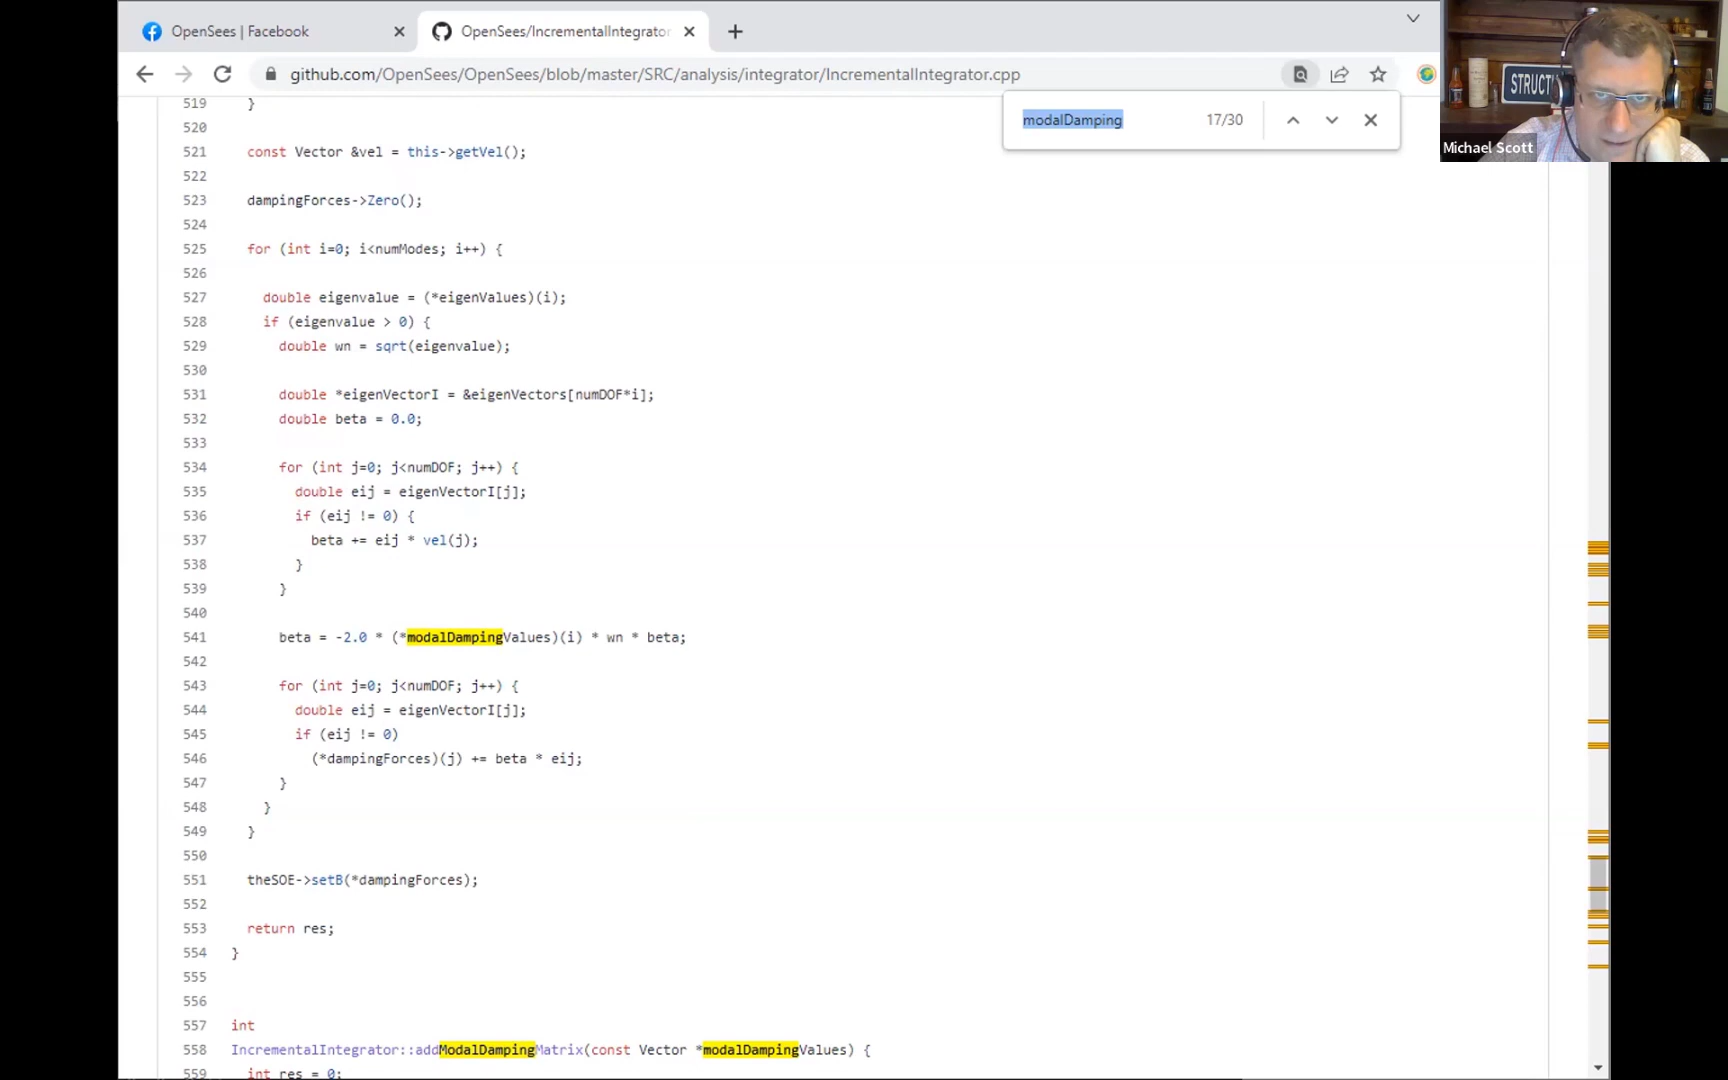 OpenSees | Facebook
OpenSees/IncrementalIntegrator
github.com/OpenSees/OpenSees/blob/master/SRC/analysis/integrator/IncrementalIntegrator.cpp
modalDamping 17/30
STRUCT
Michael Scott
519 }
520
521 const Vector &vel = this->getVel();
522
523 dampingForces->Zero();
524
525 for (int i=0; i<numModes; i++) {
526
527 double eigenvalue = (*eigenValues)(i);
528 if (eigenvalue > 0) {
529 double wn = sqrt(eigenvalue);
530
531 double *eigenVectorI = &eigenVectors[numDOF*i];
532 double beta = 0.0;
533
534 for (int j=0; j<numDOF; j++) {
535 double eij = eigenVectorI[j];
536 if (eij != 0) {
537 beta += eij * vel(j);
538 }
539 }
540
541 beta = -2.0 * (*modalDampingValues)(i) * wn * beta;
542
543 for (int j=0; j<numDOF; j++) {
544 double eij = eigenVectorI[j];
545 if (eij != 0)
546 (*dampingForces)(j) += beta * eij;
547 }
548 }
549 }
550
551 theSOE->setB(*dampingForces);
552
553 return res;
554 }
555
556
557 int
558 IncrementalIntegrator::addModalDampingMatrix(const Vector *modalDampingValues) {
559 int res = 0;